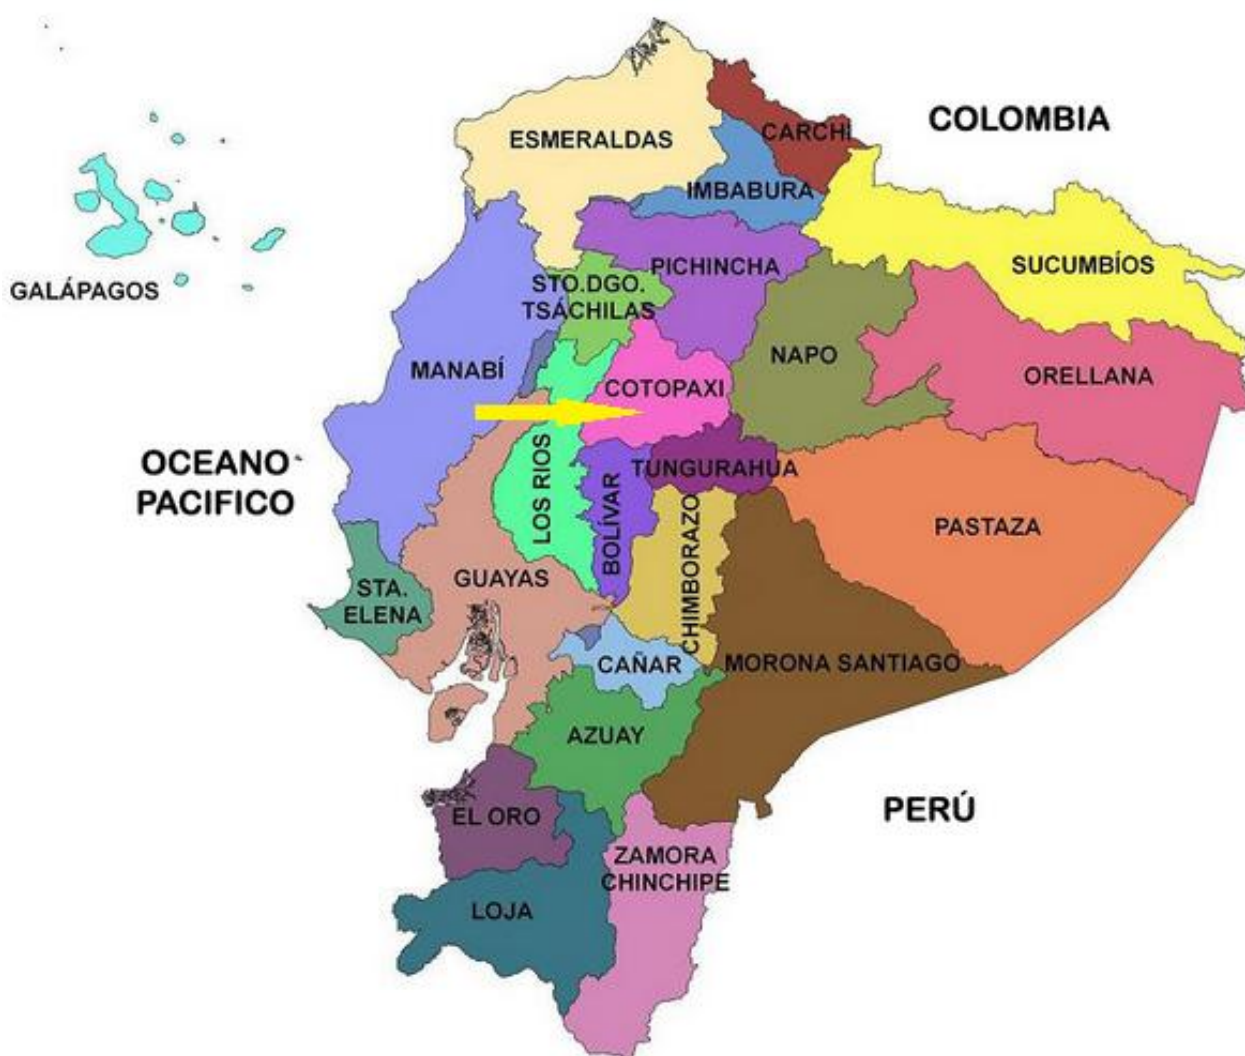 ESMERALDAS
CARCHI
COLOMBIA
IMBABURA
GALÁPAGOS
PICHINCHA
SUCUMBÍOS
STO.DGO.
TSÁCHILAS
MANABÍ
COTOPAXI
NAPO
ORELLANA
OCEANO
PACIFICO
LOS RIOS
TUNGURAHUA
BOLÍVAR
CHIMBORAZO
PASTAZA
STA.
ELENA
GUAYAS
CAÑAR
MORONA SANTIAGO
AZUAY
PERÚ
EL ORO
ZAMORA
CHINCHIPE
LOJA